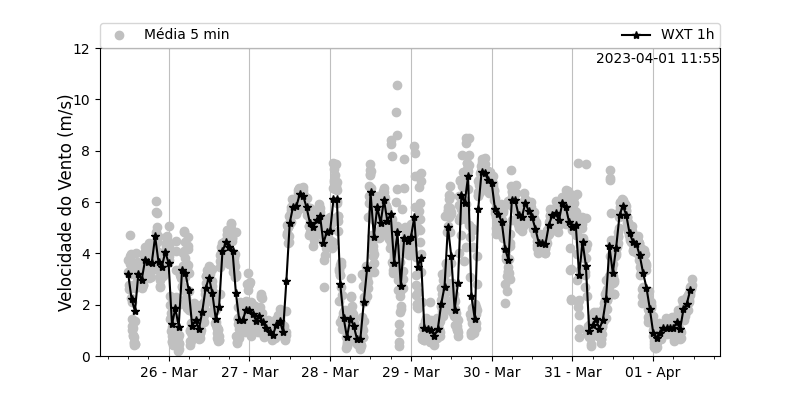 Média 5 min
WXT 1h
2023-04-01 11:55
Velocidade do Vento (m/s)
12
10
8
6
4
2
0
26 - Mar
27 - Mar
28 - Mar
29 - Mar
30 - Mar
31 - Mar
01 - Apr